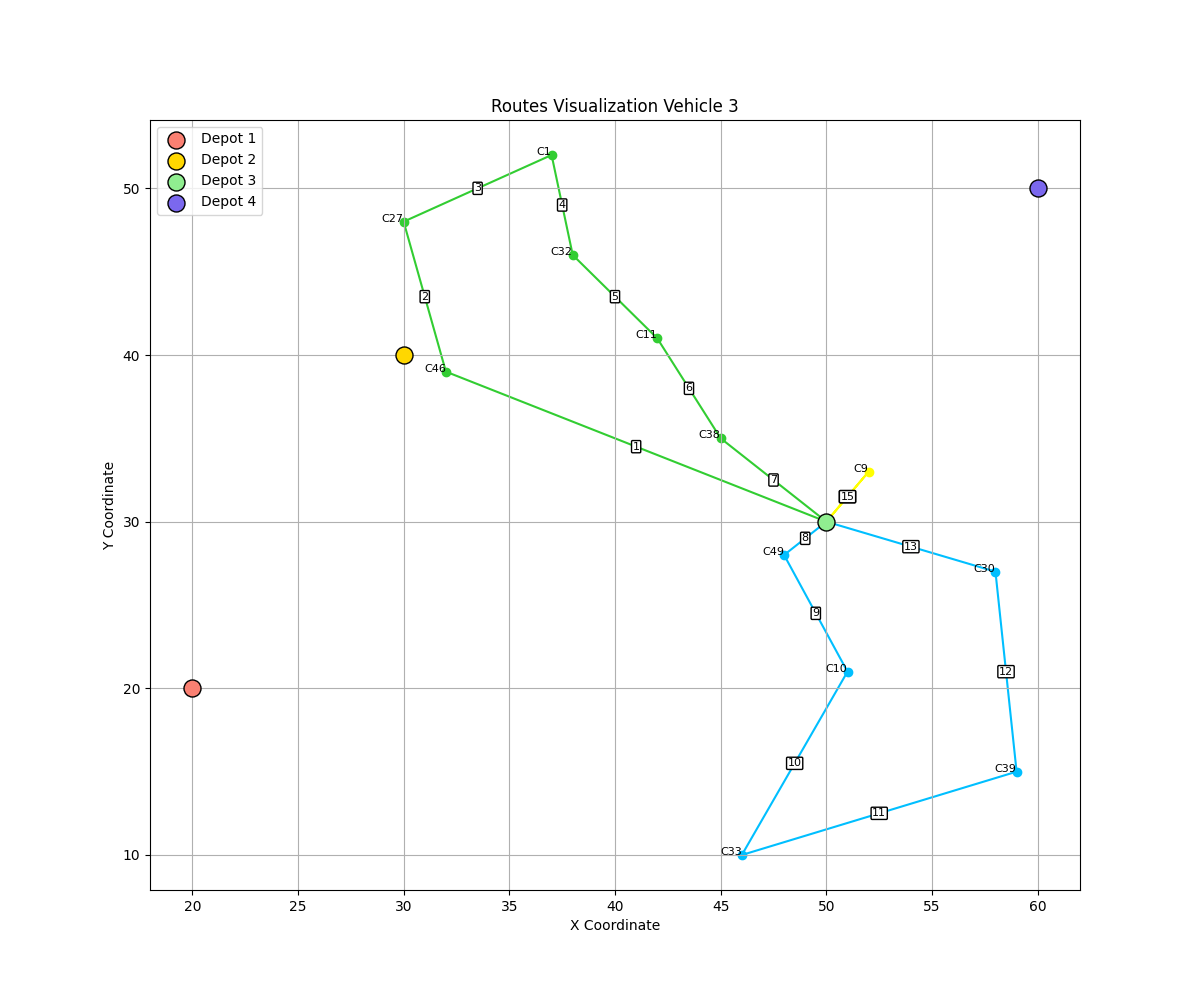 Routes Visualization Vehicle 3
Depot 1
Depot 2
Depot 3
Depot 4
C1
3
C27
4
C32
2
5
C11
C46
6
C38
1
7
C9
15
8
C49
13
C30
9
C10
12
10
C39
11
C33
50
40
30
20
10
Y Coordinate
20 25 30 35 40 45 50 55 60
X Coordinate